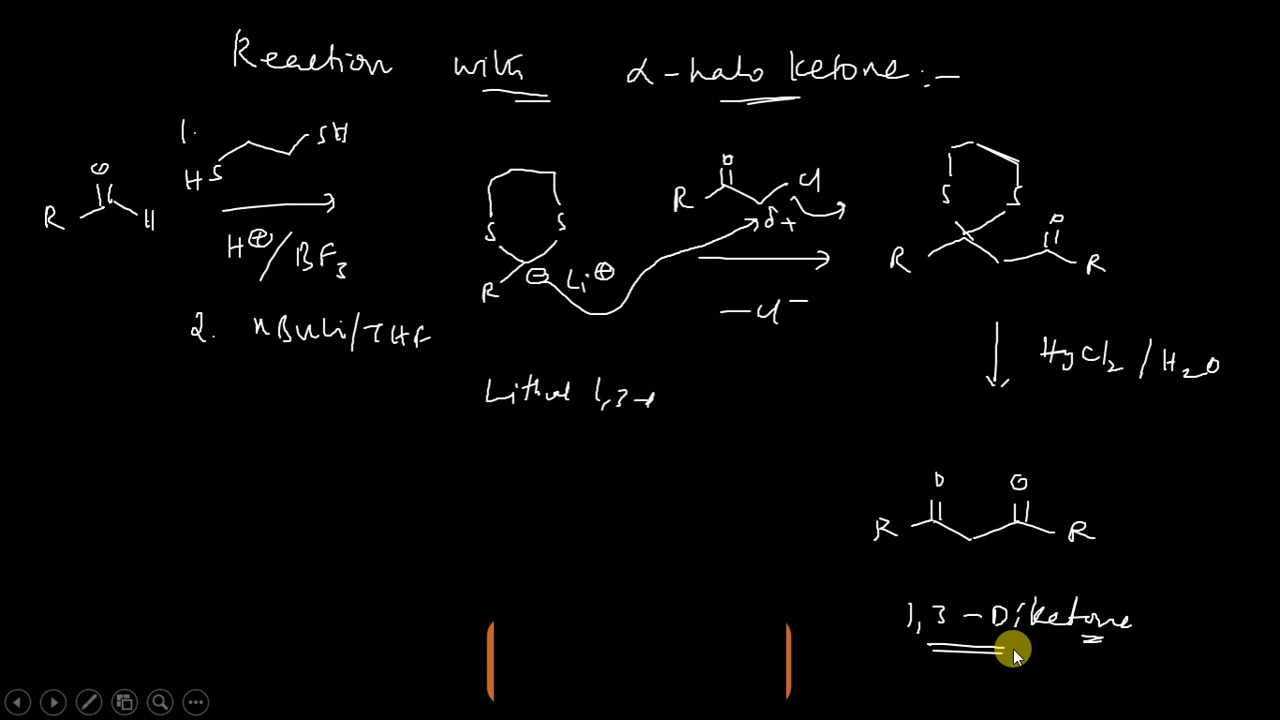 Reaction with α-halo ketone:-
1.
HS SH
O
R H
H⊕/BF3
2. nBuLi/THF
S S
R ⊖ Li⊕
O
R Cl
δ+
-Cl-
S S
O
R R
HgCl2 / H2O
O O
R R
1,3-Diketone